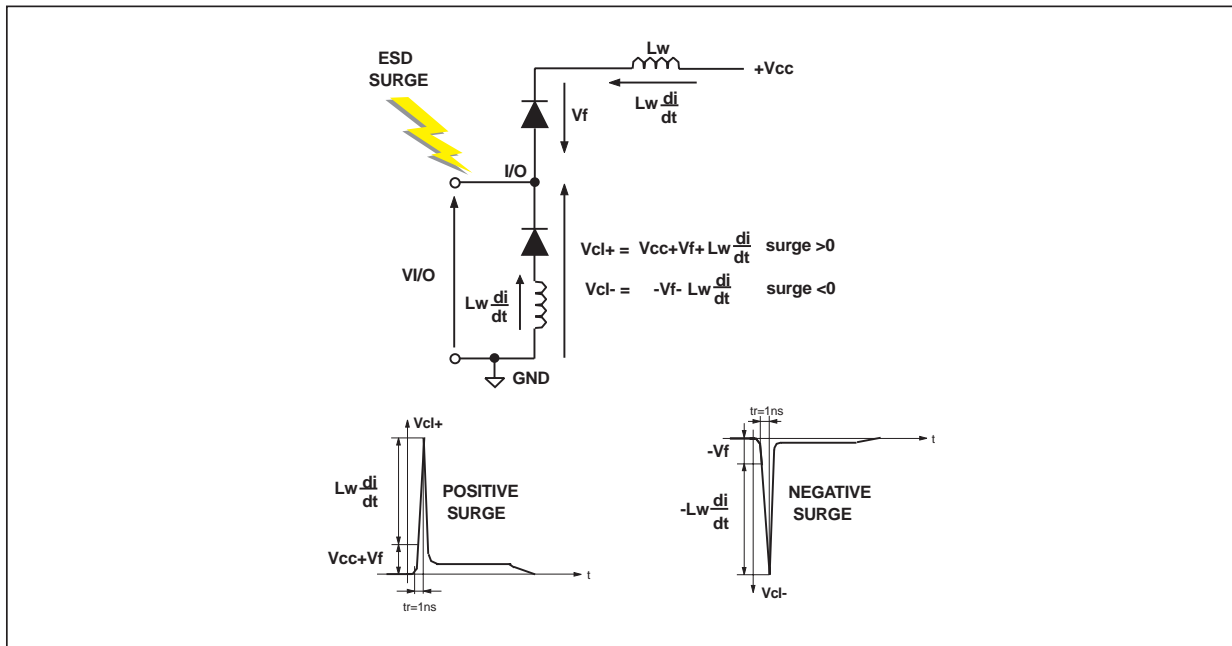 Lw
+Vcc
ESD
SURGE
Lw di/dt
Vf
I/O
Vcl+ = Vcc+Vf+ Lw di/dt surge >0
VI/O
Vcl- = -Vf- Lw di/dt surge <0
Lw di/dt
GND
tr=1ns
Vcl+
t
-Vf
Lw di/dt
POSITIVE
SURGE
-Lw di/dt
NEGATIVE
SURGE
Vcc+Vf
t
Vcl-
tr=1ns